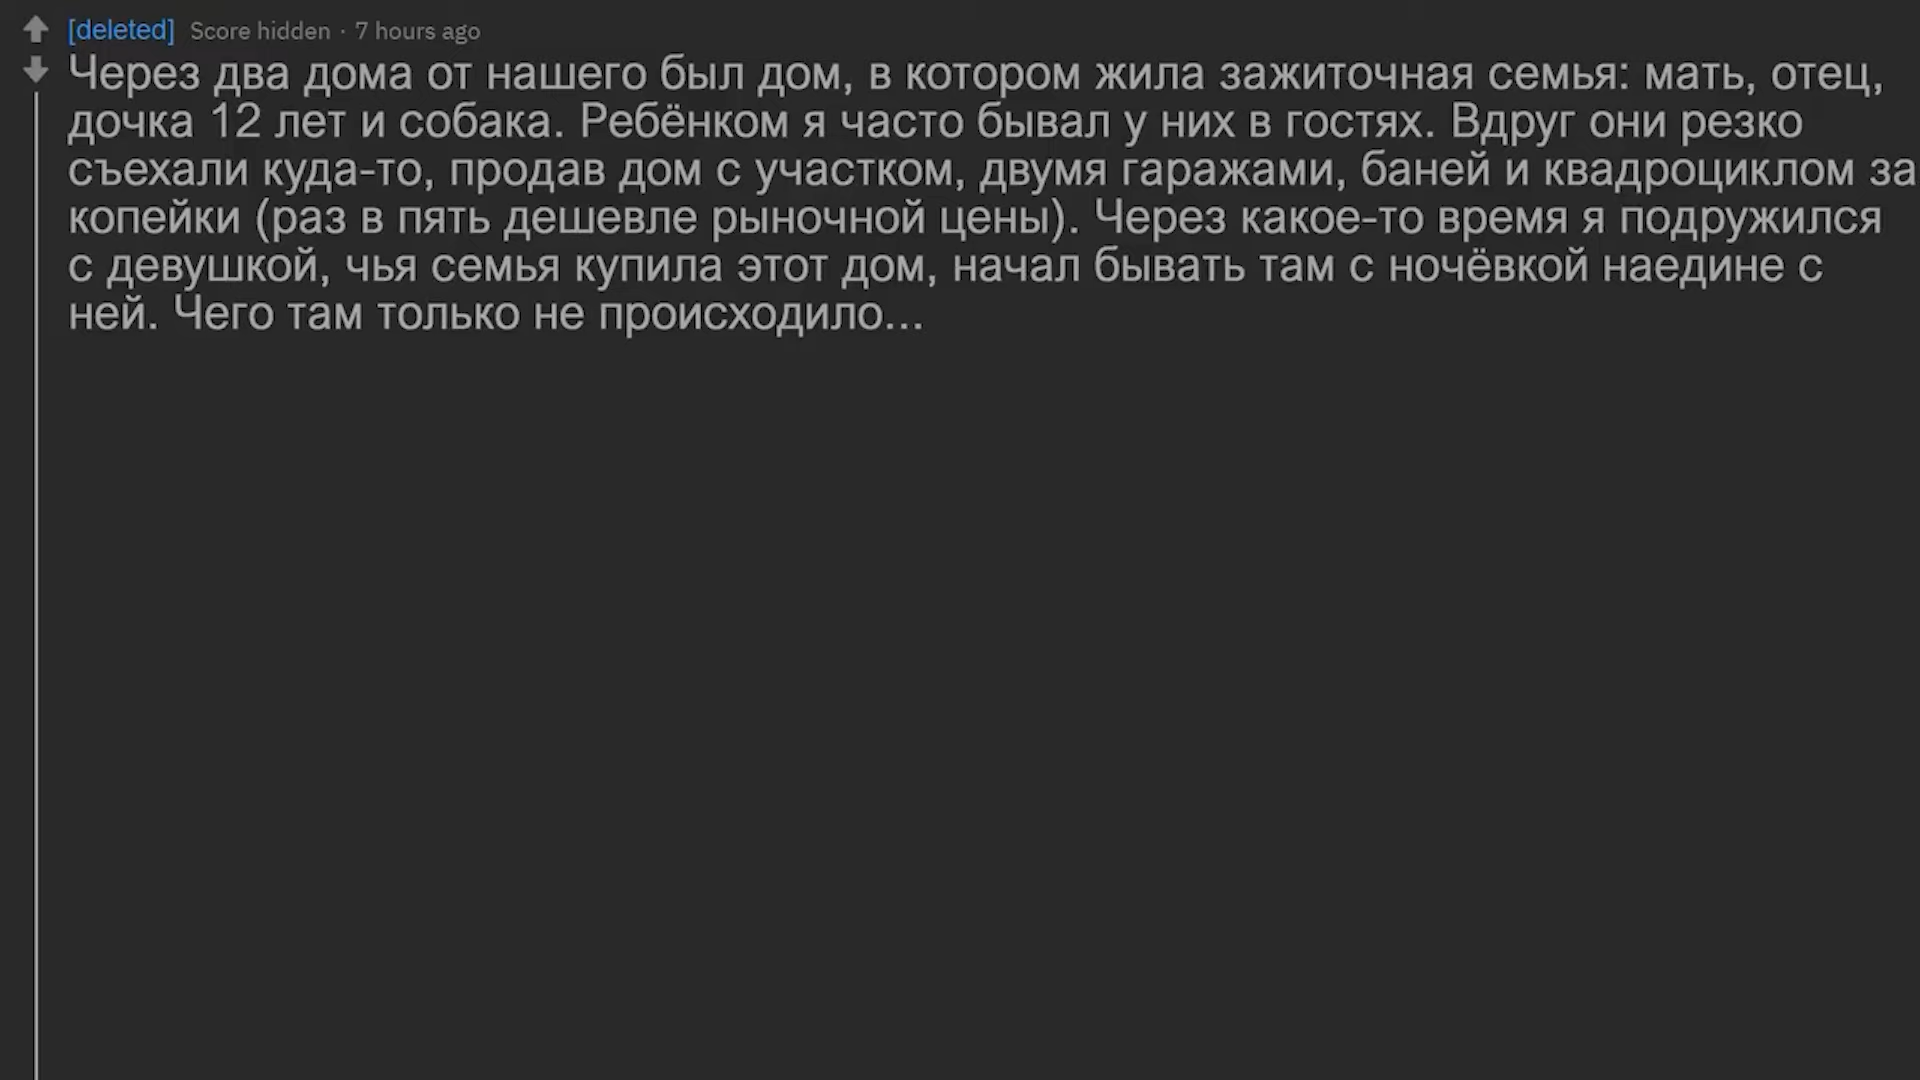 [deleted] Score hidden · 7 hours ago
Через два дома от нашего был дом, в котором жила зажиточная семья: мать, отец,
дочка 12 лет и собака. Ребёнком я часто бывал у них в гостях. Вдруг они резко
съехали куда-то, продав дом с участком, двумя гаражами, баней и квадроциклом за
копейки (раз в пять дешевле рыночной цены). Через какое-то время я подружился
с девушкой, чья семья купила этот дом, начал бывать там с ночёвкой наедине с
ней. Чего там только не происходило...